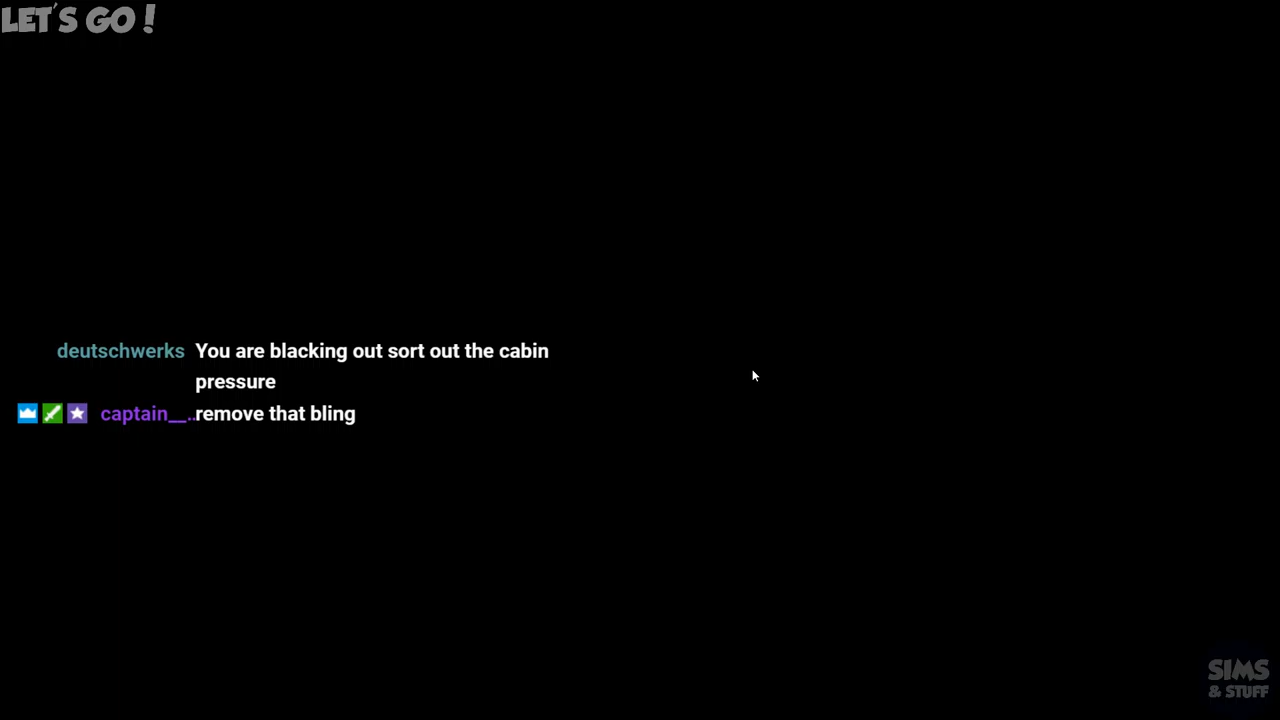 LET'S GO!
deutschwerks You are blacking out sort out the cabin
pressure
captain__.. remove that bling
SIMS
& STUFF